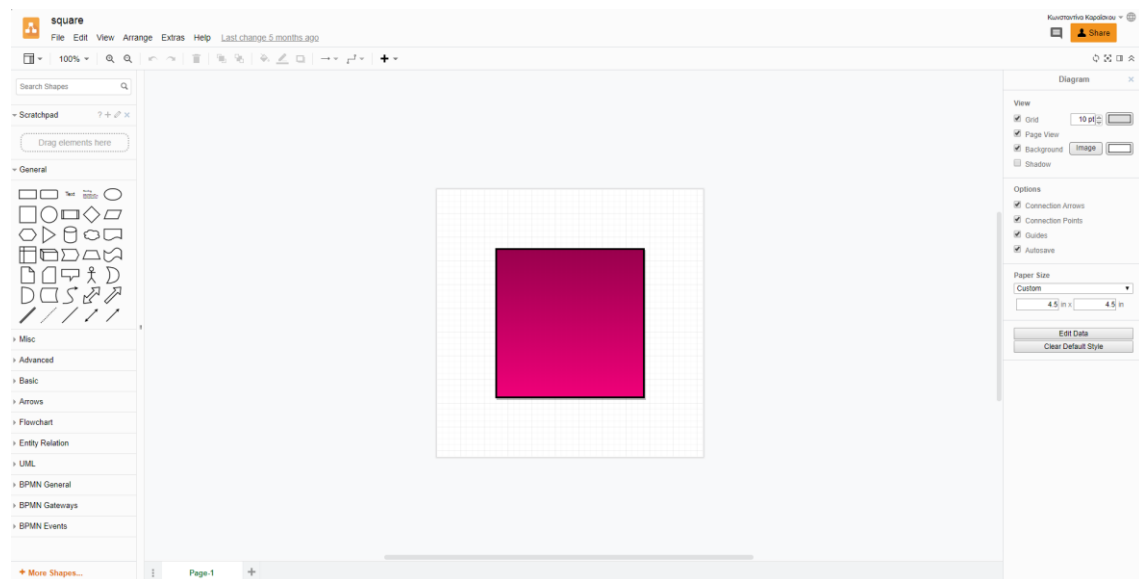 square
Κωνσταντίνα Καραΐσκου
File Edit View Arrange Extras Help Last change 5 months ago
Share
100%
Search Shapes
Scratchpad
Drag elements here
General
Text
Misc
Advanced
Basic
Arrows
Flowchart
Entity Relation
UML
BPMN General
BPMN Gateways
BPMN Events
+ More Shapes...
Page-1
Diagram
View
Grid 10 pt
Page View
Background Image
Shadow
Options
Connection Arrows
Connection Points
Guides
Autosave
Paper Size
Custom
4.5 in x 4.5 in
Edit Data
Clear Default Style